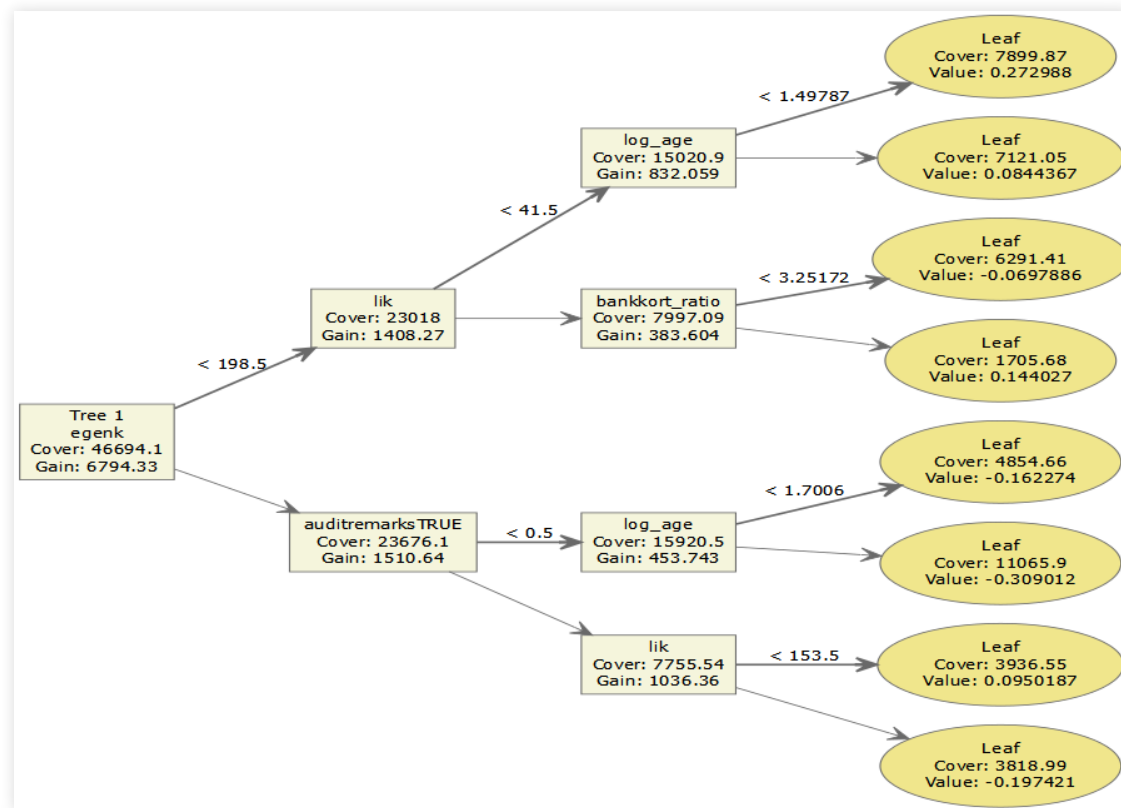 Leaf
Cover: 7899.87
Value: 0.272988
< 1.49787
log_age
Cover: 15020.9
Gain: 832.059
Leaf
Cover: 7121.05
Value: 0.0844367
< 41.5
Leaf
Cover: 6291.41
Value: -0.0697886
< 3.25172
lik
Cover: 23018
Gain: 1408.27
bankkort_ratio
Cover: 7997.09
Gain: 383.604
Leaf
Cover: 1705.68
Value: 0.144027
< 198.5
Tree 1
egenk
Cover: 46694.1
Gain: 6794.33
Leaf
Cover: 4854.66
Value: -0.162274
< 1.7006
auditremarksTRUE
Cover: 23676.1
Gain: 1510.64
< 0.5
log_age
Cover: 15920.5
Gain: 453.743
Leaf
Cover: 11065.9
Value: -0.309012
lik
Cover: 7755.54
Gain: 1036.36
< 153.5
Leaf
Cover: 3936.55
Value: 0.0950187
Leaf
Cover: 3818.99
Value: -0.197421